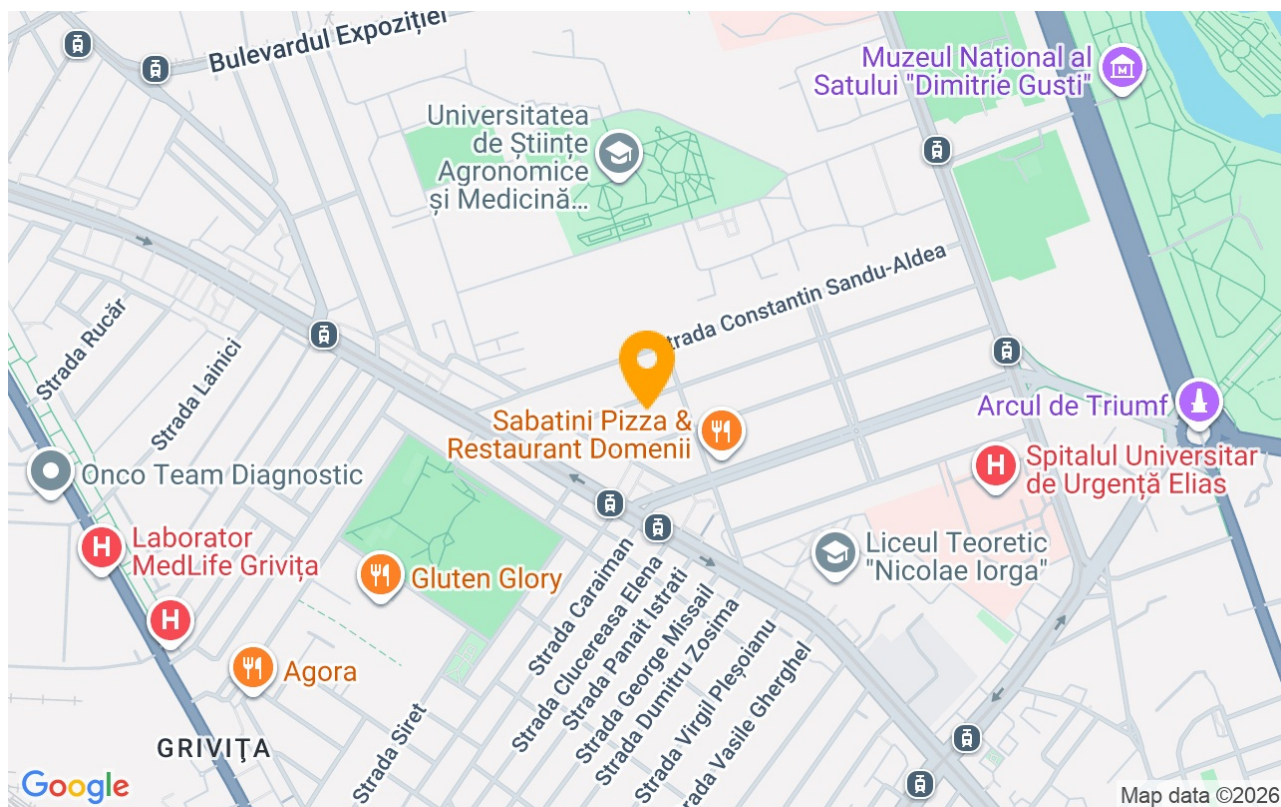 Bulevardul Expoziției
Muzeul Național al
Satului "Dimitrie Gusti"
Universitatea
de Științe
Agronomice
și Medicină...
Strada Constantin Sandu-Aldea
Strada Rucăr
Strada Lainici
Sabatini Pizza &
Restaurant Domenii
Arcul de Triumf
Spitalul Universitar
de Urgență Elias
Onco Team Diagnostic
Laborator
MedLife Grivița
Gluten Glory
Liceul Teoretic
"Nicolae Iorga"
Agora
Strada Caraiman
Strada Clucereasa Elena
Strada Panait Istrati
Strada George Missail
Strada Dumitru Zosima
Strada Virgil Pleșoianu
Strada Vasile Gherghel
Strada Siret
GRIVIȚA
Google
Map data ©2026